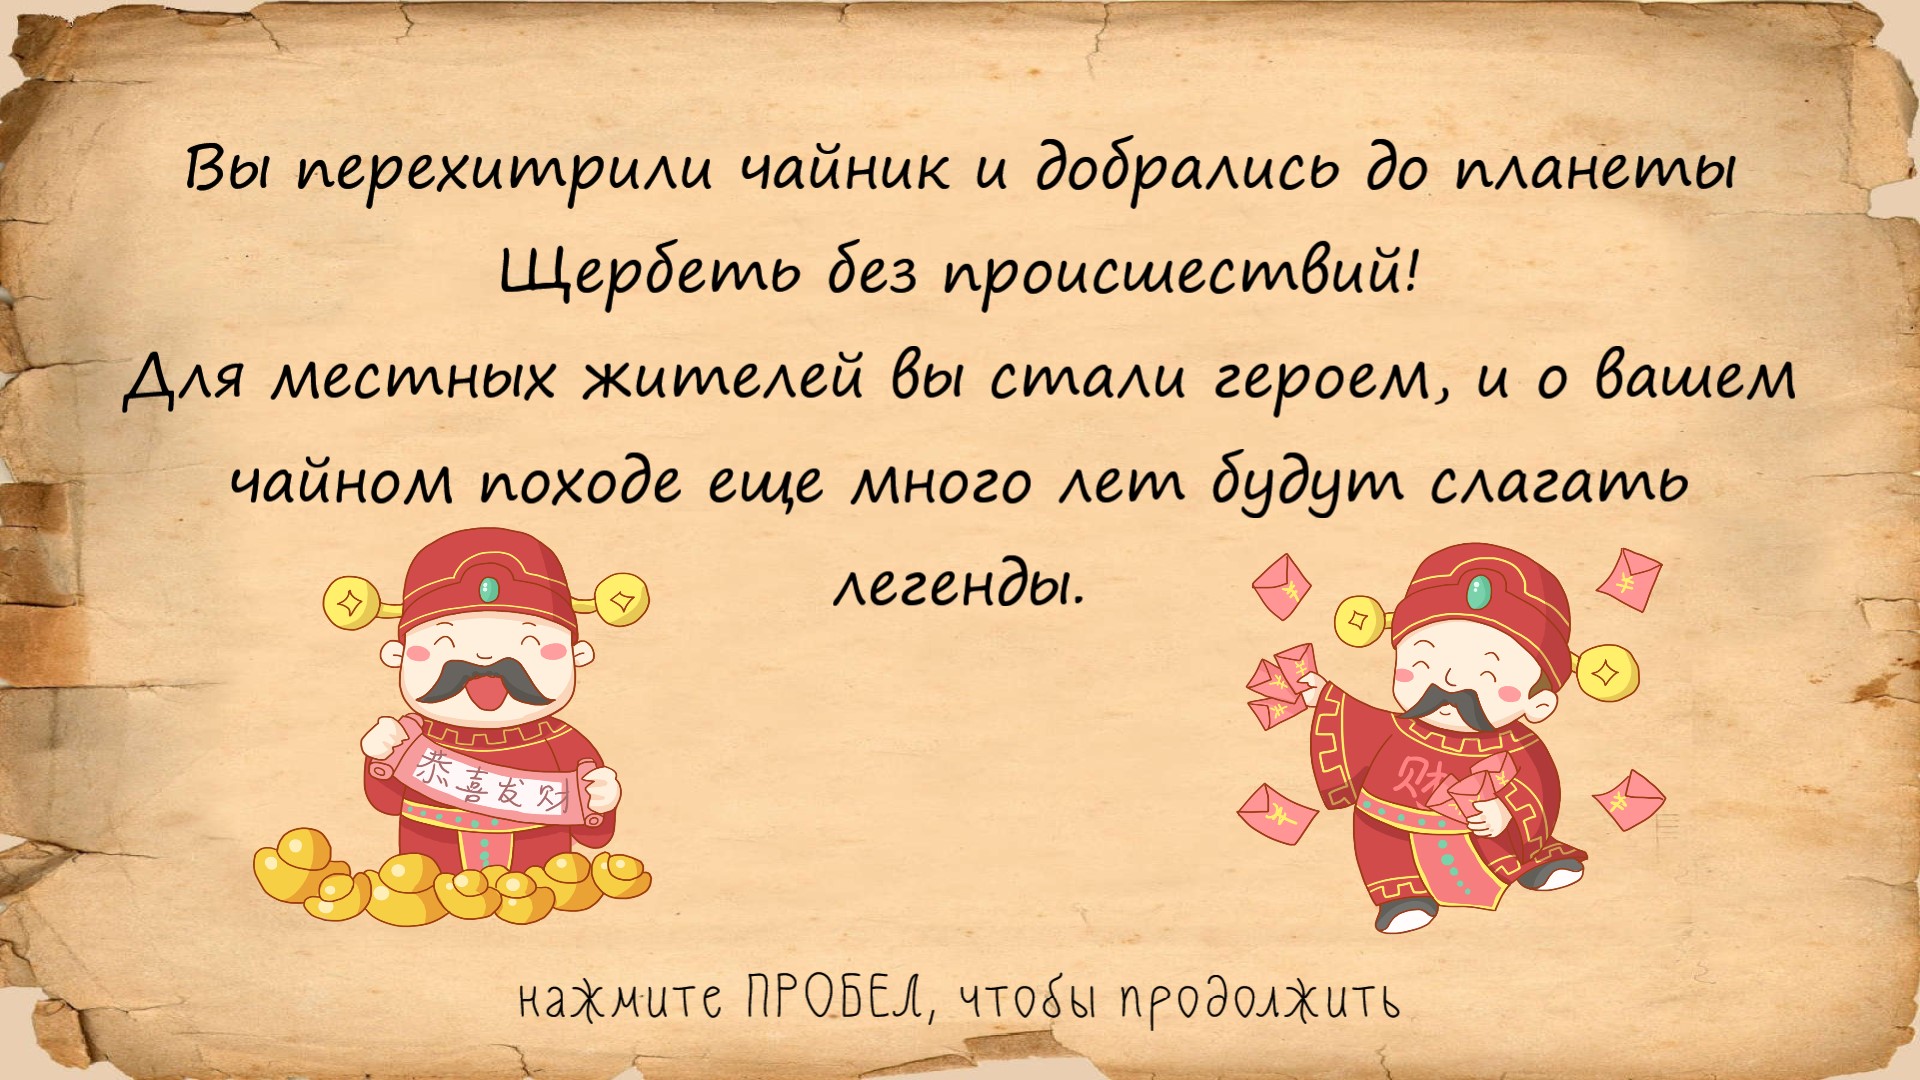 Вы перехитрили чайник и добрались до планеты
Щербеть без происшествий!
Для местных жителей вы стали героем, и о вашем
чайном походе еще много лет будут слагать
легенды.
恭喜发财
财
нажмите ПРОБЕЛ, чтобы продолжить